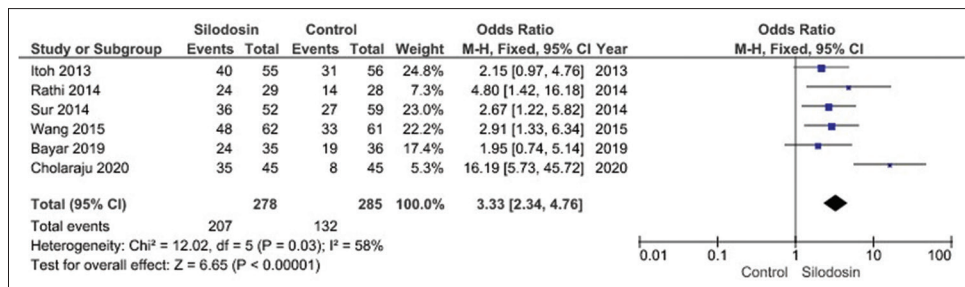 Silodosin Control Odds Ratio Odds Ratio
Study or Subgroup Events Total Events Total Weight M-H, Fixed, 95% CI Year M-H, Fixed, 95% CI
Itoh 2013 40 55 31 56 24.8% 2.15 [0.97, 4.76] 2013
Rathi 2014 24 29 14 28 7.3% 4.80 [1.42, 16.18] 2014
Sur 2014 36 52 27 59 23.0% 2.67 [1.22, 5.82] 2014
Wang 2015 48 62 33 61 22.2% 2.91 [1.33, 6.34] 2015
Bayar 2019 24 35 19 36 17.4% 1.95 [0.74, 5.14] 2019
Cholaraju 2020 35 45 8 45 5.3% 16.19 [5.73, 45.72] 2020
Total (95% CI) 278 285 100.0% 3.33 [2.34, 4.76]
Total events 207 132
Heterogeneity: Chi² = 12.02, df = 5 (P = 0.03); I² = 58%
Test for overall effect: Z = 6.65 (P < 0.00001)
0.01 0.1 1 10 100
Control Silodosin